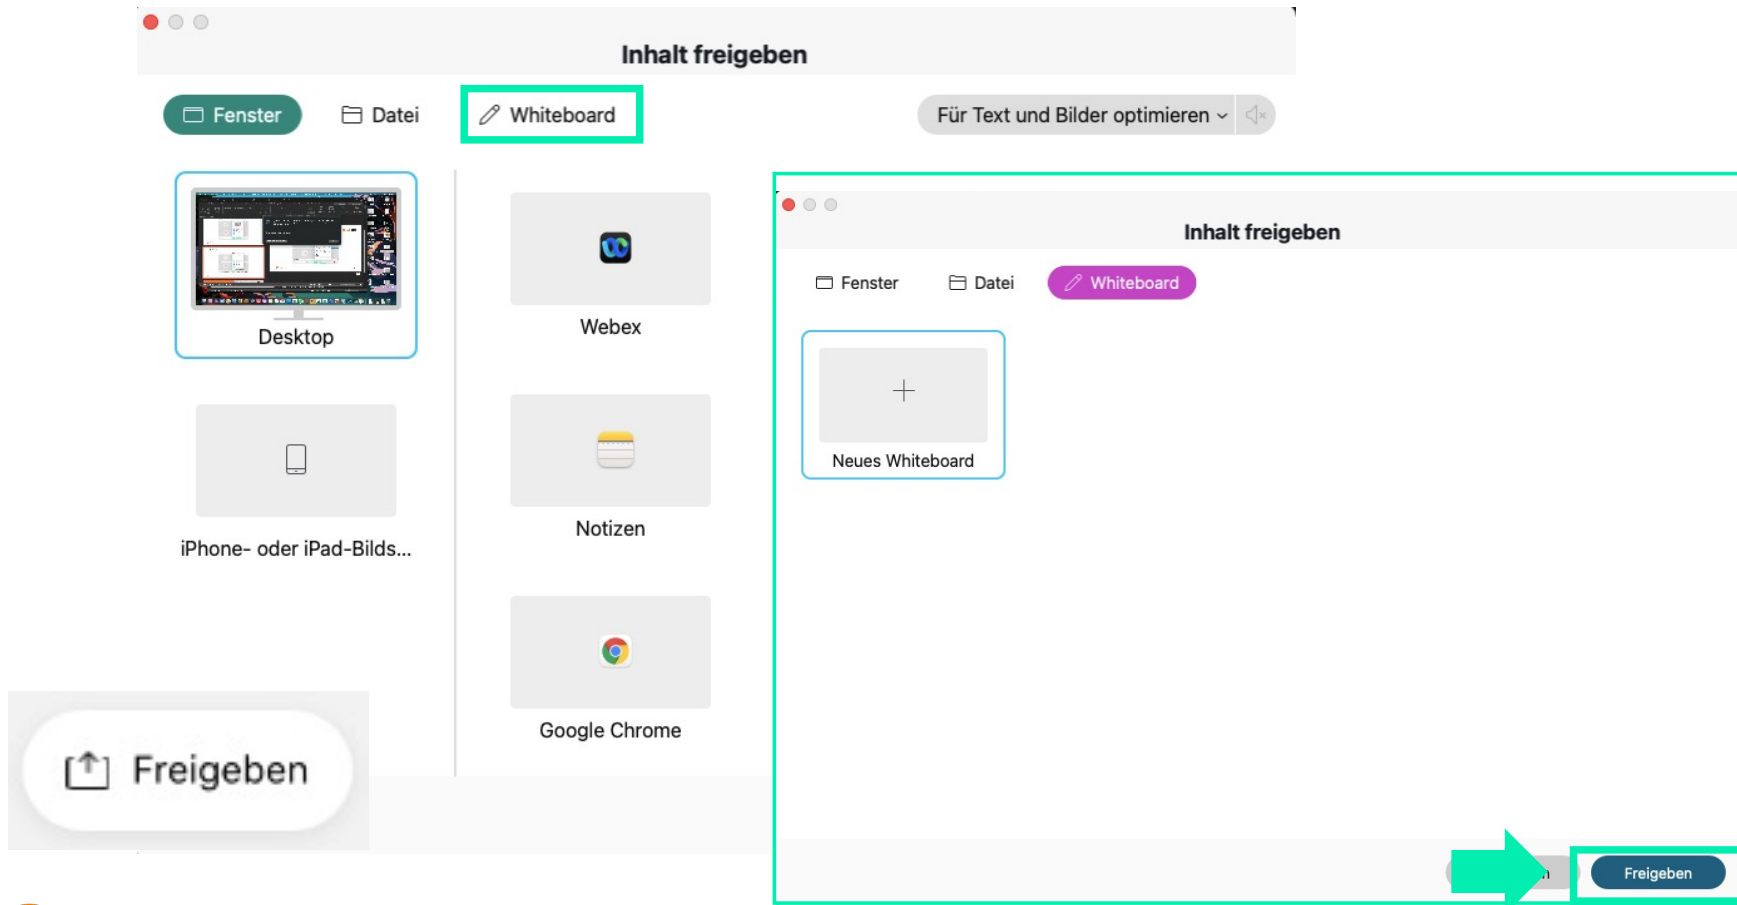 Inhalt freigeben
Fenster
Datei
Whiteboard
Für Text und Bilder optimieren
Desktop
iPhone- oder iPad-Bilds...
Webex
Notizen
Google Chrome
Freigeben
Inhalt freigeben
Fenster
Datei
Whiteboard
Neues Whiteboard
Freigeben